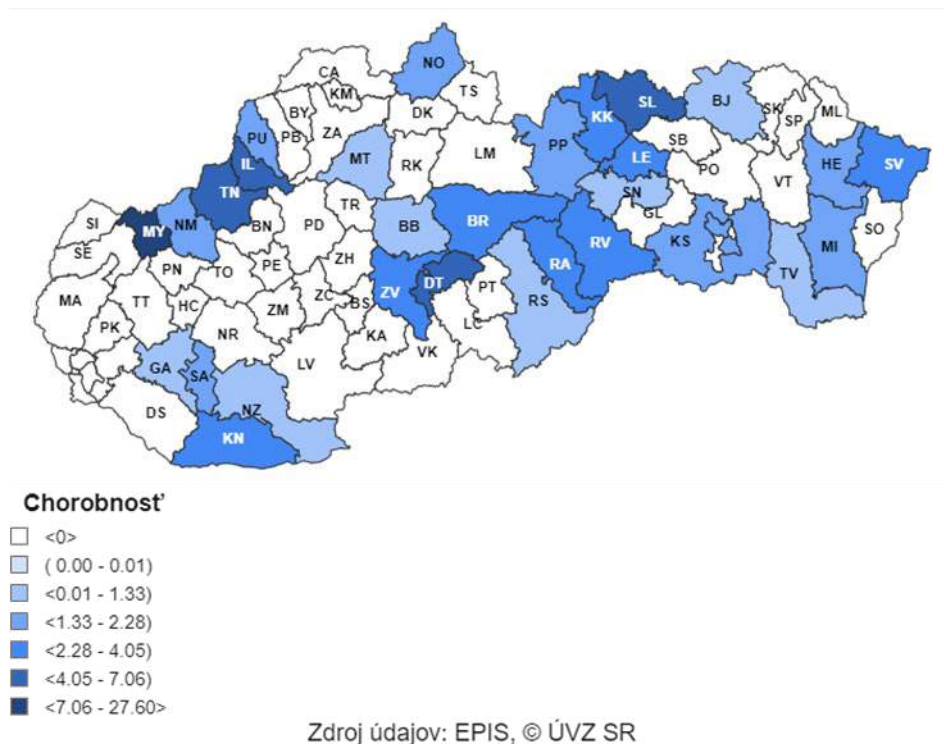 NO
CA
TS
KM
BY
DK
PU
PB
ZA
IL
MT
RK
LM
TN
KK
SL
BJ
SK
SP
ML
PP
LE
SB
PO
HE
SV
VT
SN
GL
SO
SI
MY
NM
BN
PD
TR
BB
BR
SE
PN
TO
PE
ZH
RA
RV
KS
MI
TV
MA
TT
HC
ZM
ZC
BS
ZV
DT
PT
RS
PK
NR
KA
LC
VK
GA
SA
LV
DS
NZ
KN
Chorobnosť
<0>
( 0.00 - 0.01)
<0.01 - 1.33)
<1.33 - 2.28)
<2.28 - 4.05)
<4.05 - 7.06)
<7.06 - 27.60>
Zdroj údajov: EPIS, © ÚVZ SR